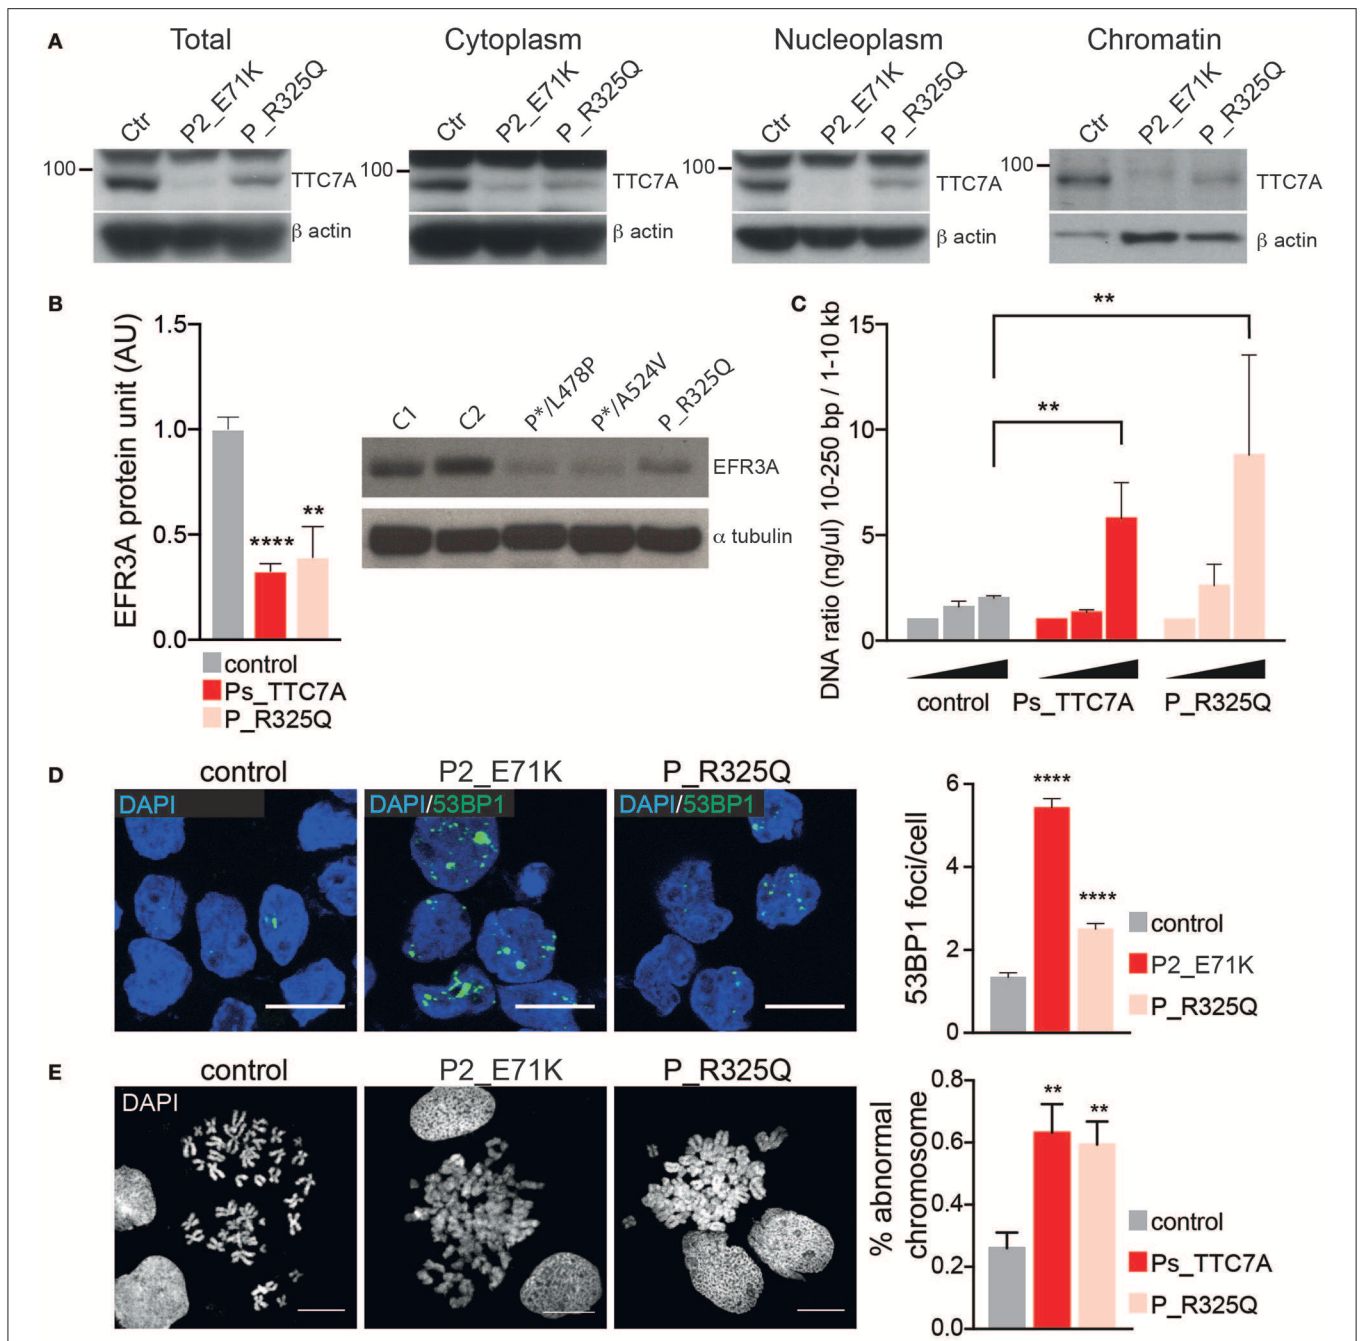 A
Total
Cytoplasm
Nucleoplasm
Chromatin
Ctr
P2_E71K
P_R325Q
Ctr
P2_E71K
P_R325Q
Ctr
P2_E71K
P_R325Q
Ctr
P2_E71K
P_R325Q
100
TTC7A
β actin
100
TTC7A
β actin
100
TTC7A
β actin
100
TTC7A
β actin
B
EFR3A protein unit (AU)
1.5
1.0
0.5
0.0
****
**
control
Ps_TTC7A
P_R325Q
C1
C2
P*/L478P
P*/A524V
P_R325Q
EFR3A
α tubulin
C
DNA ratio (ng/ul) 10-250 bp / 1-10 kb
15
10
5
0
**
**
control
Ps_TTC7A
P_R325Q
D
control
P2_E71K
P_R325Q
DAPI
DAPI/53BP1
DAPI/53BP1
53BP1 foci/cell
6
4
2
0
****
****
control
P2_E71K
P_R325Q
E
control
P2_E71K
P_R325Q
DAPI
% abnormal
chromosome
0.8
0.6
0.4
0.2
0.0
**
**
control
Ps_TTC7A
P_R325Q